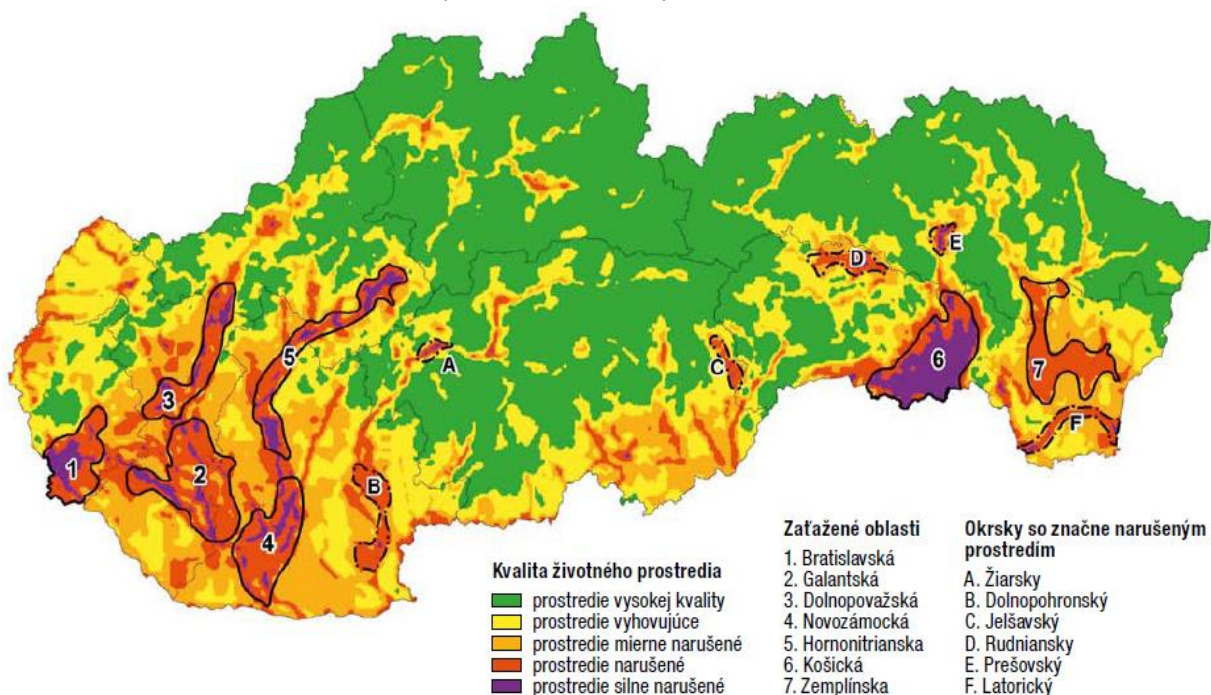 E
D
A
C
5
6
3
7
F
1
2
B
4
Kvalita životného prostredia
prostredie vysokej kvality
prostredie vyhovujúce
prostredie mierne narušené
prostredie narušené
prostredie silne narušené
Zaťažené oblasti
1. Bratislavská
2. Galantská
3. Dolnopovažská
4. Novozámocká
5. Hornonitrianska
6. Košická
7. Zemplínska
Okrsky so značne narušeným
prostredím
A. Žiarsky
B. Dolnopohronský
C. Jelšavský
D. Rudniansky
E. Prešovský
F. Latorický